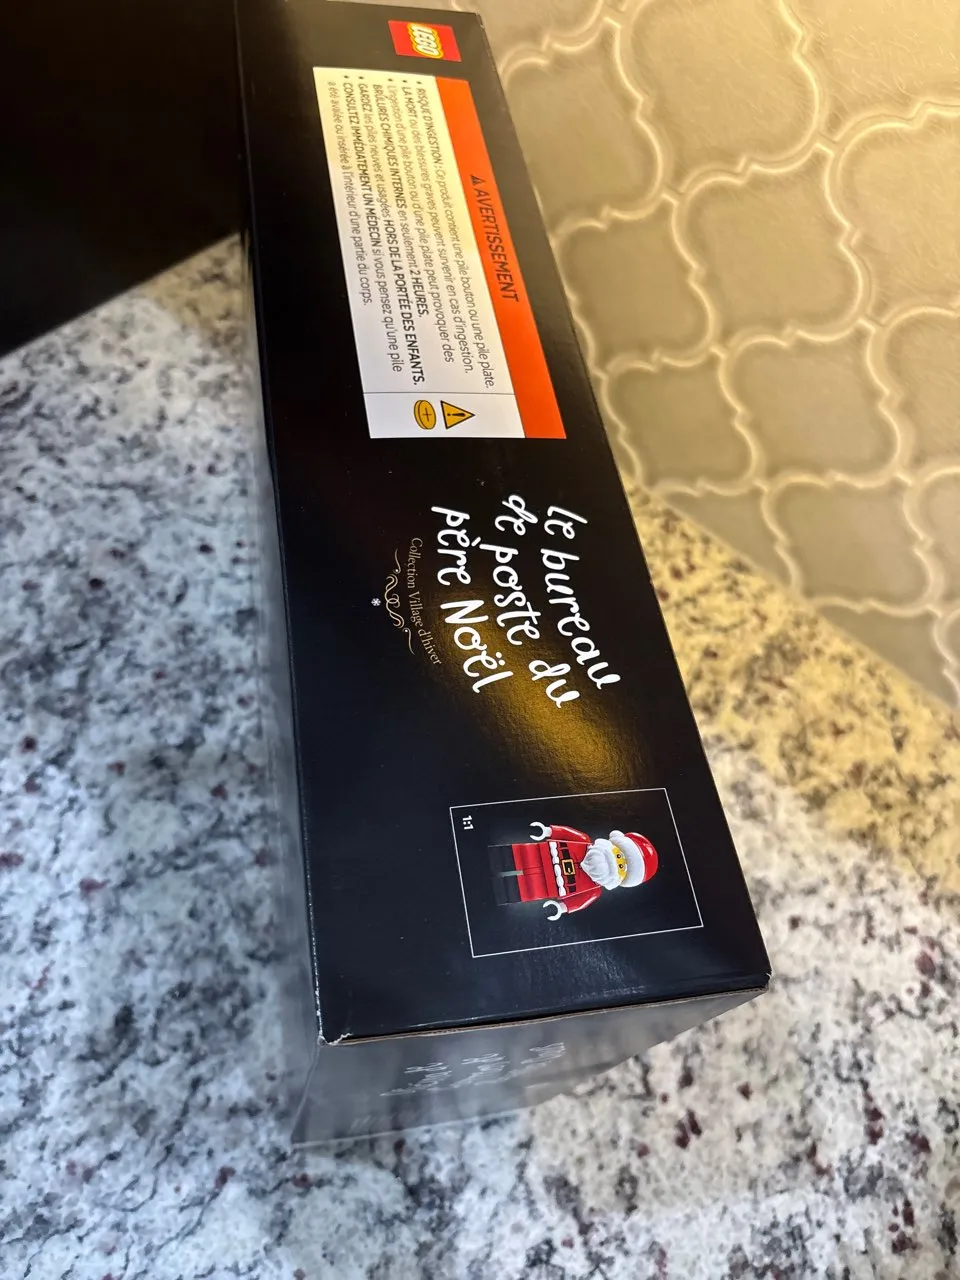 LEGO
⚠ AVERTISSEMENT
• RISQUE D'INGESTION : Ce produit contient une pile bouton ou une pile plate.
• LA MORT ou des blessures graves peuvent survenir en cas d'ingestion.
• L'ingestion d'une pile bouton ou d'une pile plate peut provoquer des
BRÛLURES CHIMIQUES INTERNES en seulement 2 HEURES.
• GARDEZ les piles neuves et usagées HORS DE LA PORTÉE DES ENFANTS.
• CONSULTEZ IMMÉDIATEMENT UN MÉDECIN si vous pensez qu'une pile
a été avalée ou insérée à l'intérieur d'une partie du corps.
le bureau
de poste du
père Noël
Collection Village d'hiver
1:1